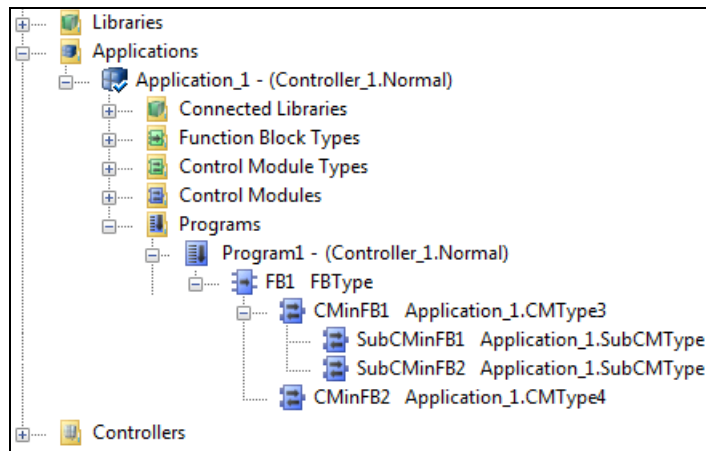 Libraries
Applications
Application_1 - (Controller_1.Normal)
Connected Libraries
Function Block Types
Control Module Types
Control Modules
Programs
Program1 - (Controller_1.Normal)
FB1 FBType
CMinFB1 Application_1.CMType3
SubCMinFB1 Application_1.SubCMType
SubCMinFB2 Application_1.SubCMType
CMinFB2 Application_1.CMType4
Controllers